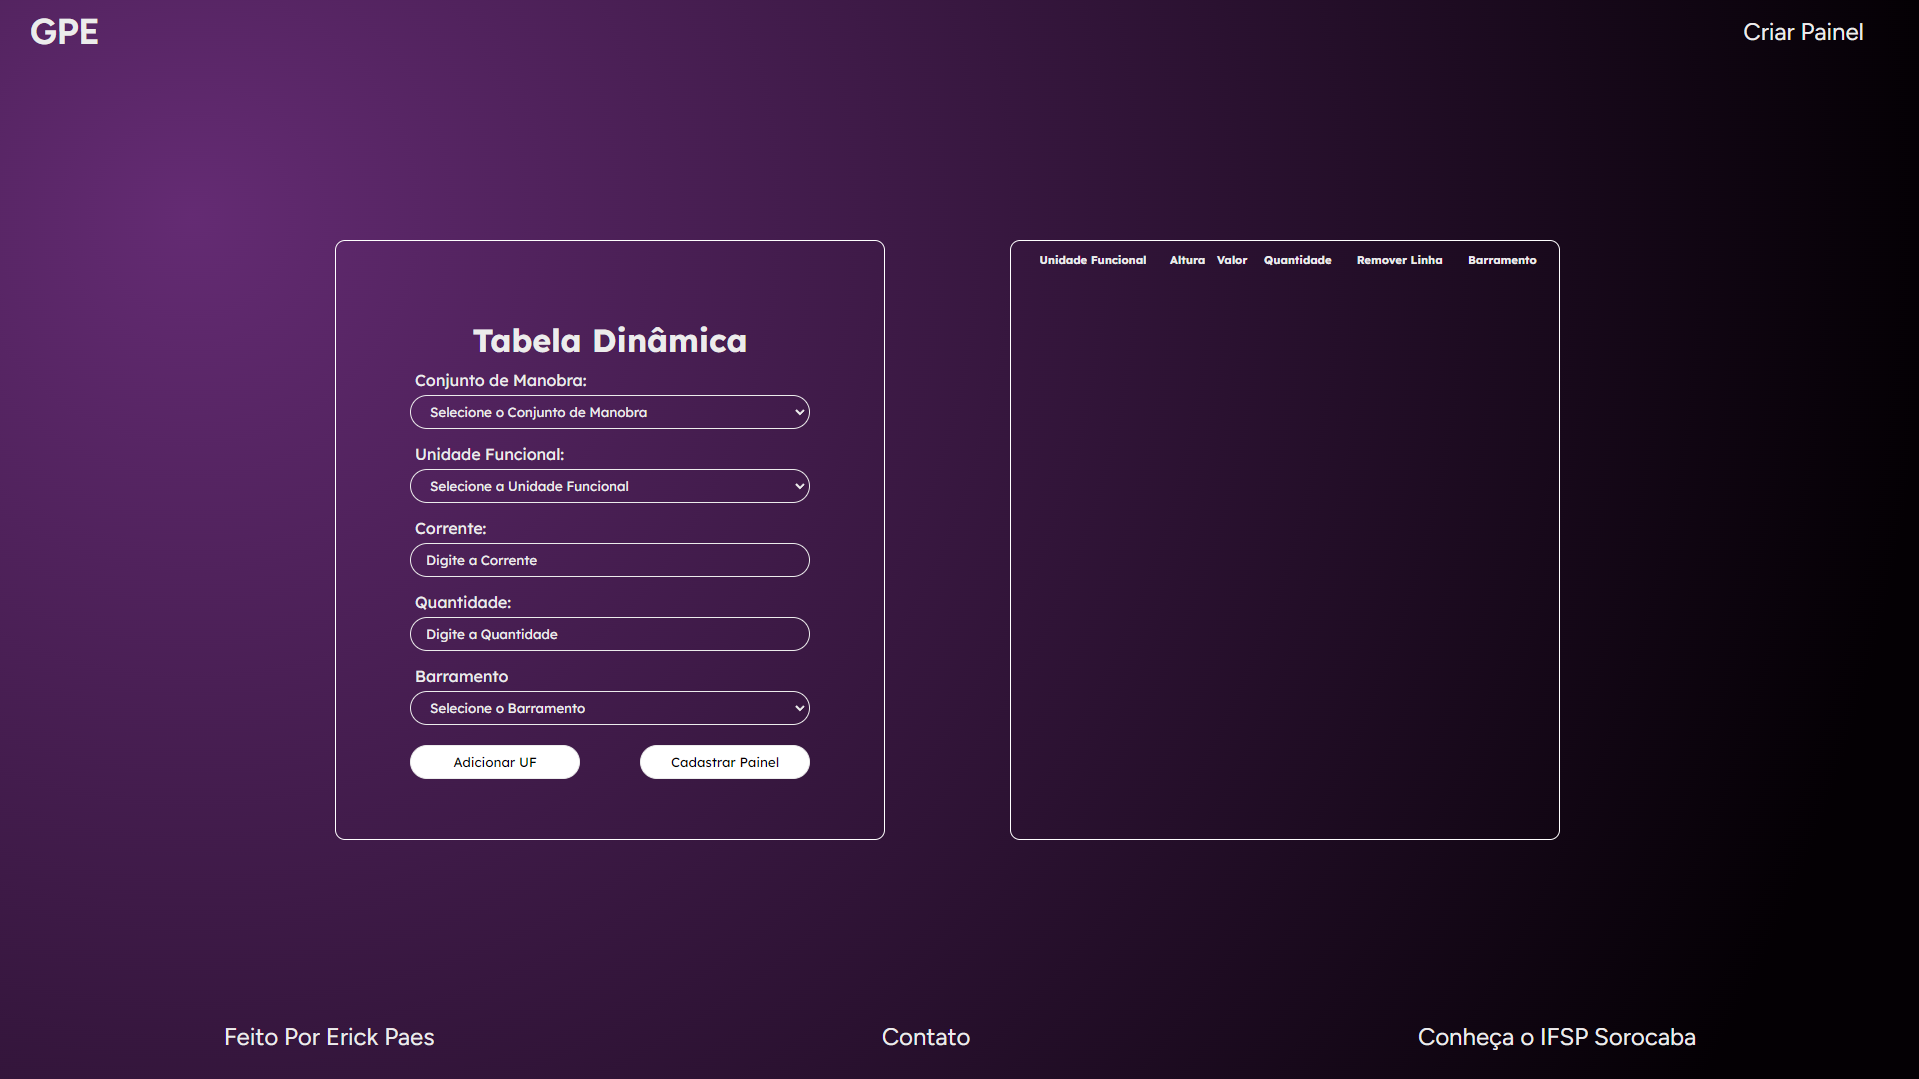 GPE
Criar Painel
Tabela Dinâmica
Conjunto de Manobra:
Selecione o Conjunto de Manobra
Unidade Funcional:
Selecione a Unidade Funcional
Corrente:
Digite a Corrente
Quantidade:
Digite a Quantidade
Barramento
Selecione o Barramento
Adicionar UF
Cadastrar Painel
Unidade Funcional Altura Valor Quantidade Remover Linha Barramento
Feito Por Erick Paes
Contato
Conheça o IFSP Sorocaba